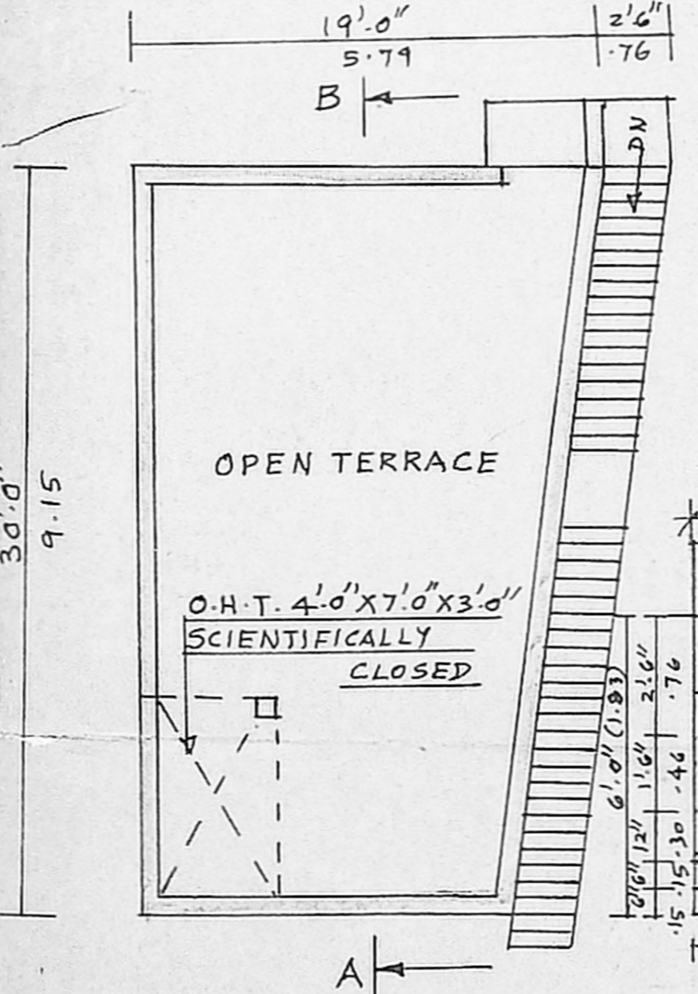 19'-0" 2'6"
5.79 .76
B
DN
30'.0"
9.15
OPEN TERRACE
O.H.T. 4'-0"X7'.0"X3'.0"
SCIENTIFICALLY
CLOSED
6'.0" (1.83)
6" 6" 12" 1'.6" 2'.6"
.15 .15 .30 .46 .76
A